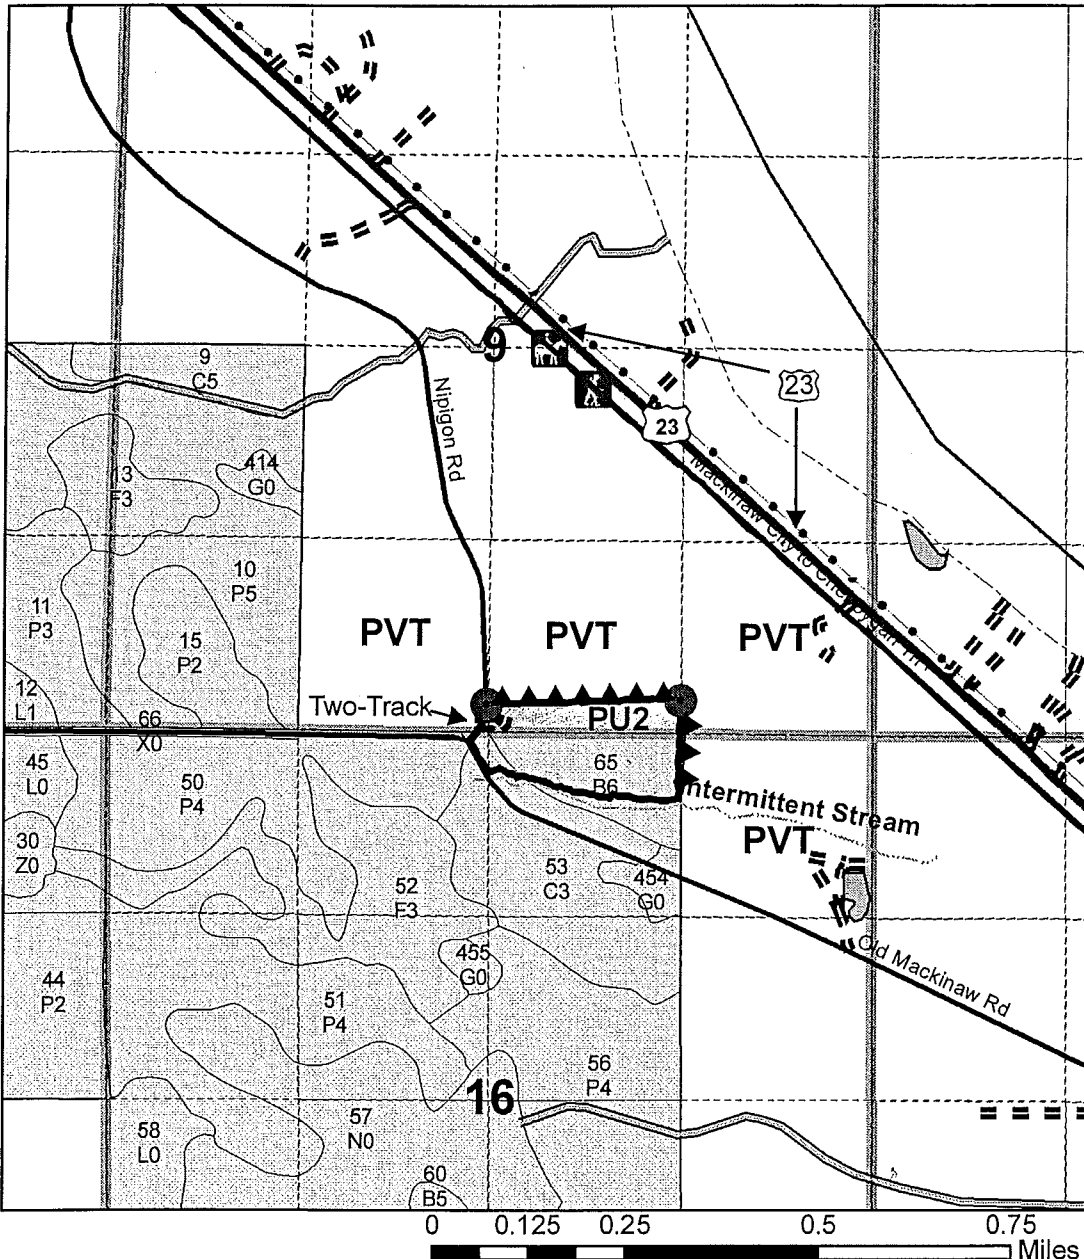 9
C5
9
23
Nipigon Rd
23
13
F3
414
G0
Mackinaw City to Cheboygan Trl
10
P5
11
P3
15
P2
PVT
PVT
PVT
12
L1
Two-Track
66
X0
PU2
45
L0
50
P4
65
B6
Intermittent Stream
PVT
30
Z0
52
F3
53
C3
454
G0
455
G0
Old Mackinaw Rd
44
P2
51
P4
56
P4
16
57
N0
58
L0
60
B5
0 0.125 0.25 0.5 0.75
Miles